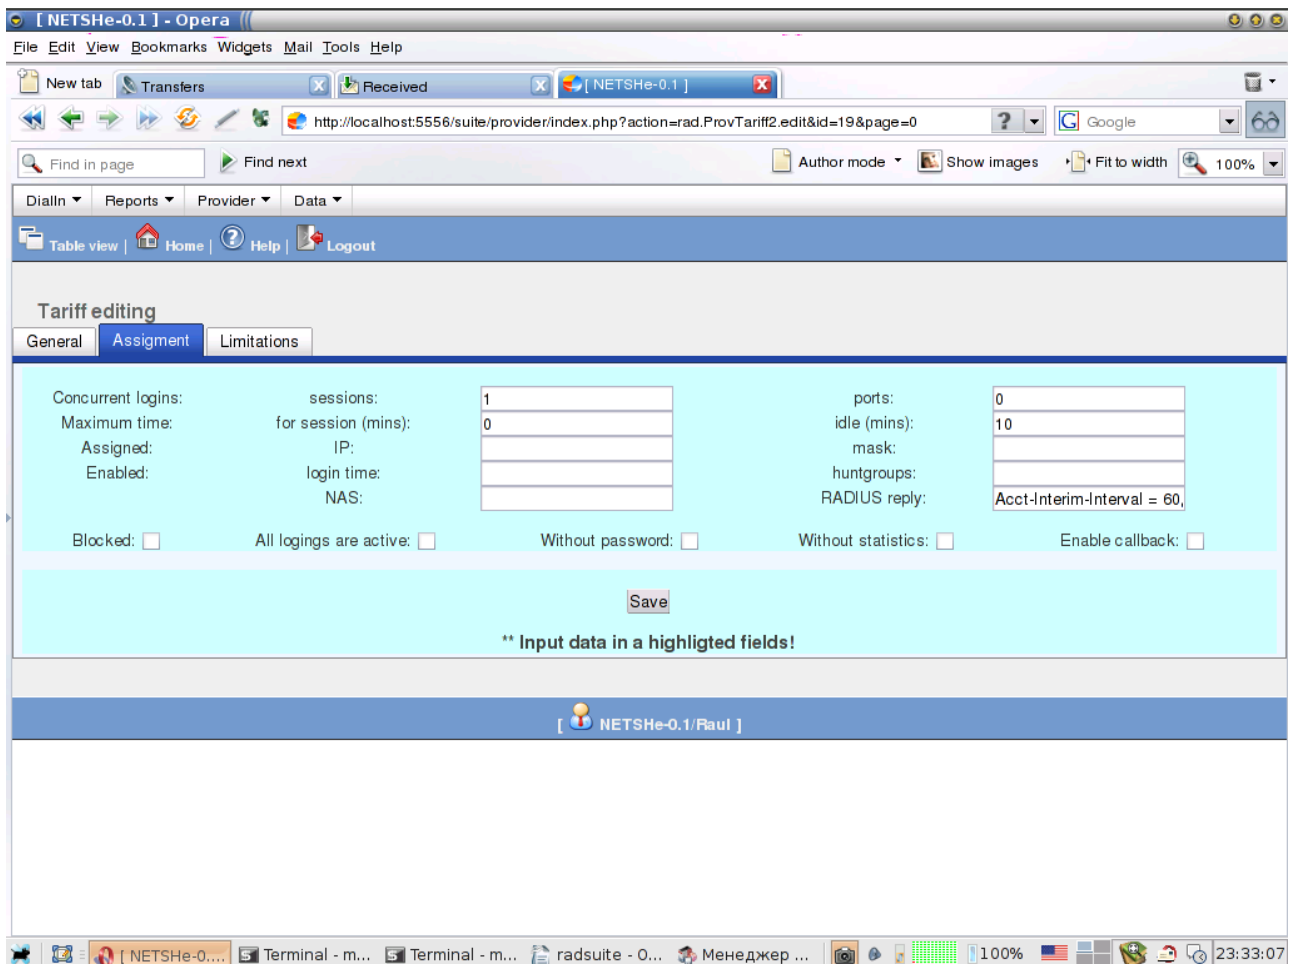 [ NETSHe-0.1 ] - Opera
File Edit View Bookmarks Widgets Mail Tools Help
New tab Transfers Received [ NETSHe-0.1 ]
http://localhost:5556/suite/provider/index.php?action=rad.ProvTariff2.edit&id=19&page=0 ? G Google
Find in page Find next Author mode Show images Fit to width 100%
DialIn Reports Provider Data
Table view | Home | ? Help | Logout
Tariff editing
General Assigment Limitations
Concurrent logins: sessions: 1 ports: 0
Maximum time: for session (mins): 0 idle (mins): 10
Assigned: IP: mask:
Enabled: login time: huntgroups:
NAS: RADIUS reply: Acct-Interim-Interval = 60,
Blocked: All logings are active: Without password: Without statistics: Enable callback:
Save
** Input data in a highligted fields!
[ NETSHe-0.1/Raul ]
[ NETSHe-0.... Terminal - m... Terminal - m... radsuite - O... Менеджер ... 100% 23:33:07